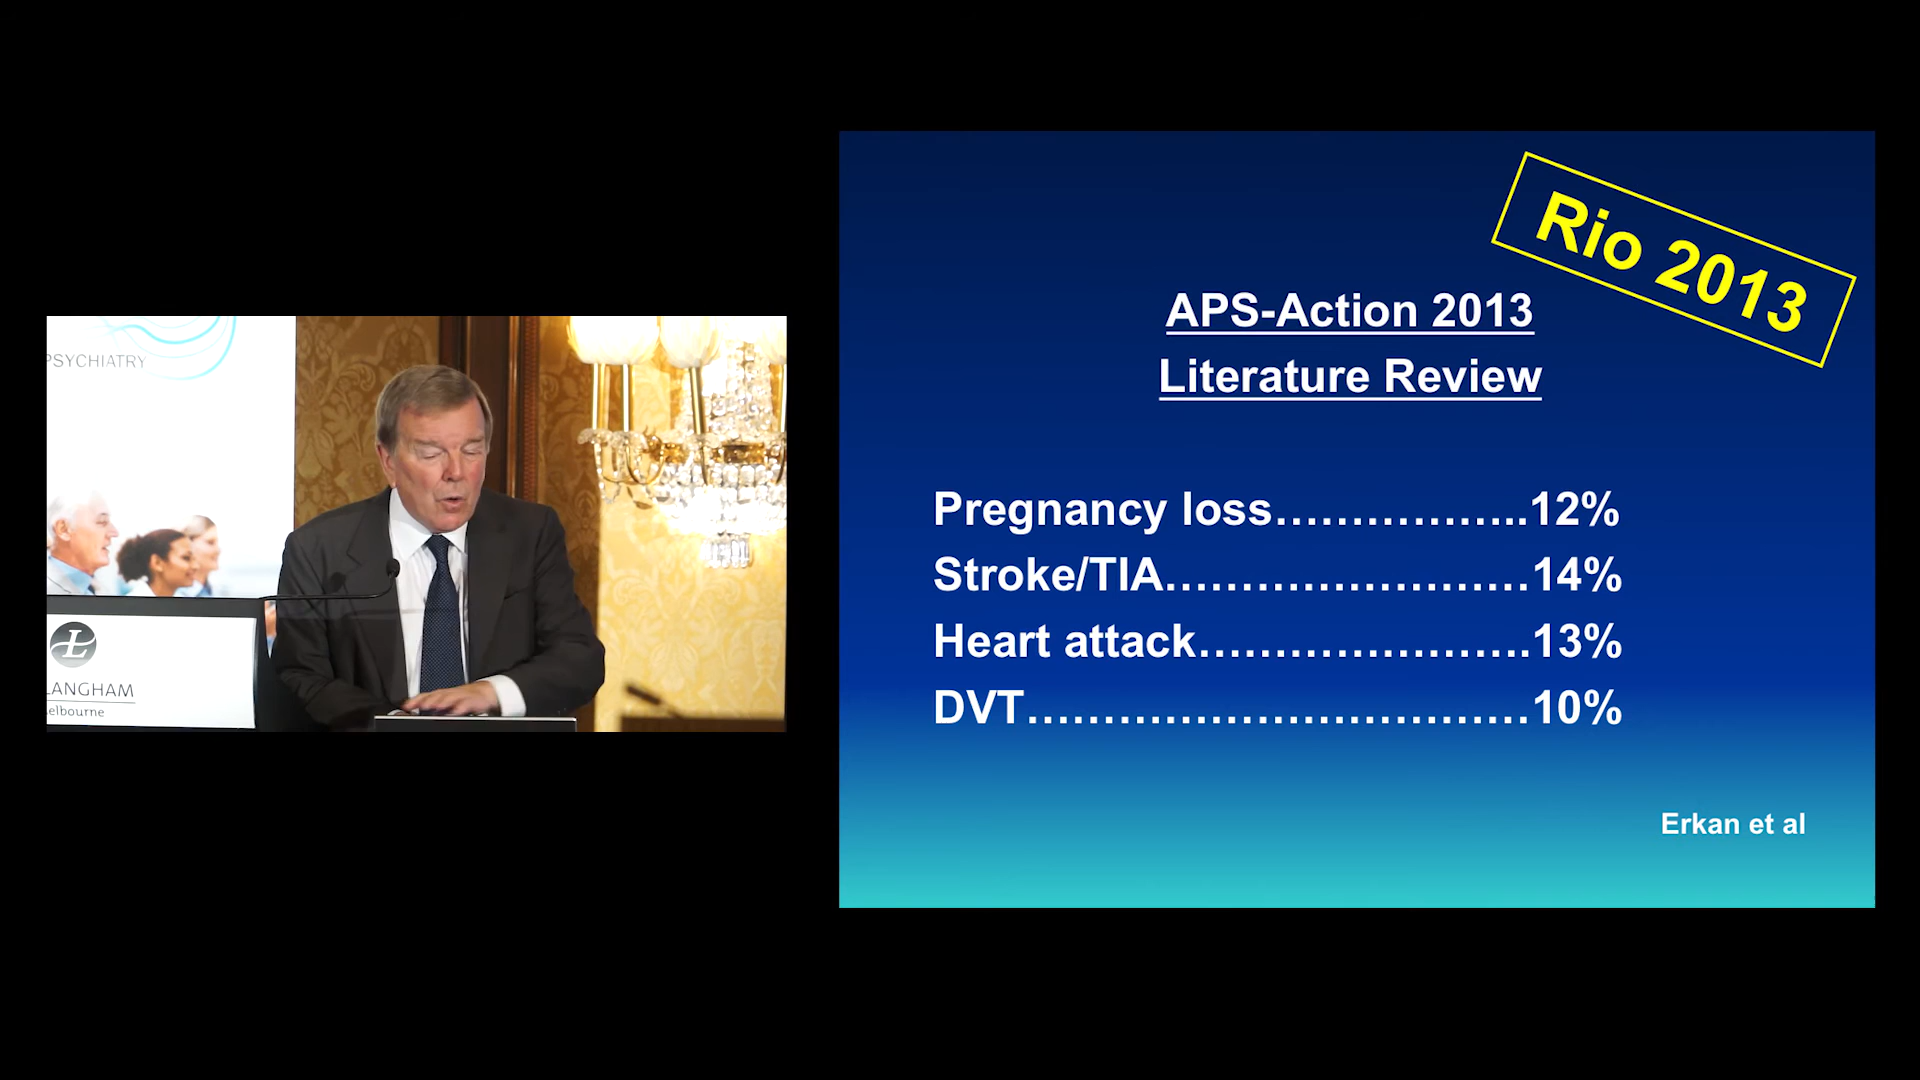 PSYCHIATRY
LANGHAM
elbourne
Rio 2013
APS-Action 2013
Literature Review
Pregnancy loss……………..12%
Stroke/TIA……………………14%
Heart attack………………….13%
DVT……………………………10%
Erkan et al